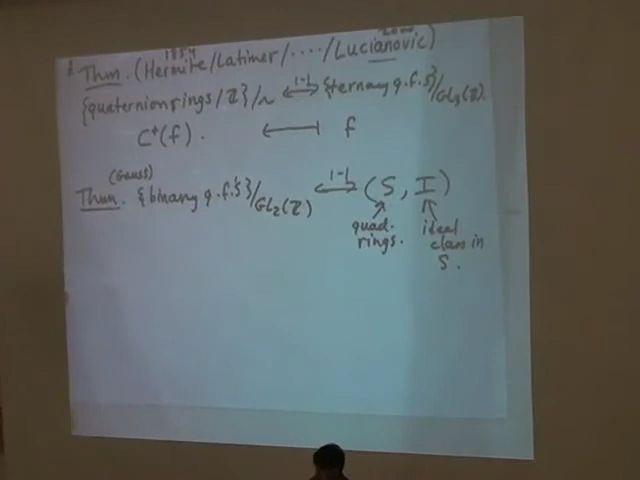 1854
Thm. (Hermite/Latimer/..../Lucianovic)
{quaternion rings/ℤ}/~ ⟷ 1-1 {ternary q.f.'s}/GL₃(ℤ).
C⁺(f). ⟵| f
(Gauss)
Thm. {binary q.f.'s}/GL₂(ℤ) ⟷ 1-1 (S, I)
quad. rings. ideal class in S.